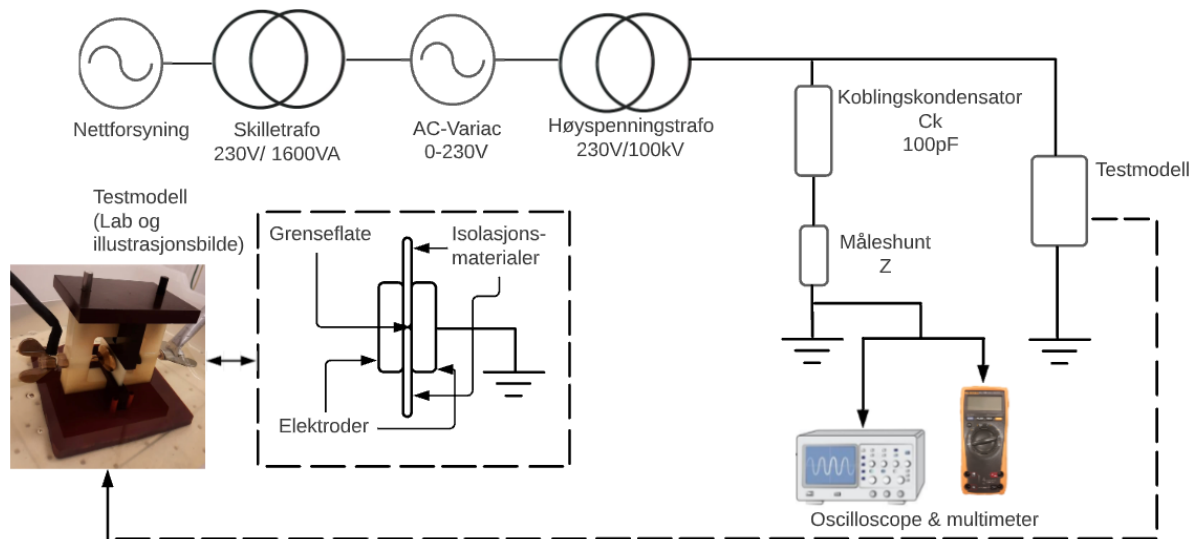 Nettforsyning
Skilletrafo
230V/ 1600VA
AC-Variac
0-230V
Høyspenningstrafo
230V/100kV
Koblingskondensator
Ck
100pF
Testmodell
Måleshunt
Z
Testmodell
(Lab og
illustrasjonsbilde)
Grenseflate
Isolasjons-
materialer
Elektroder
Oscilloscope & multimeter